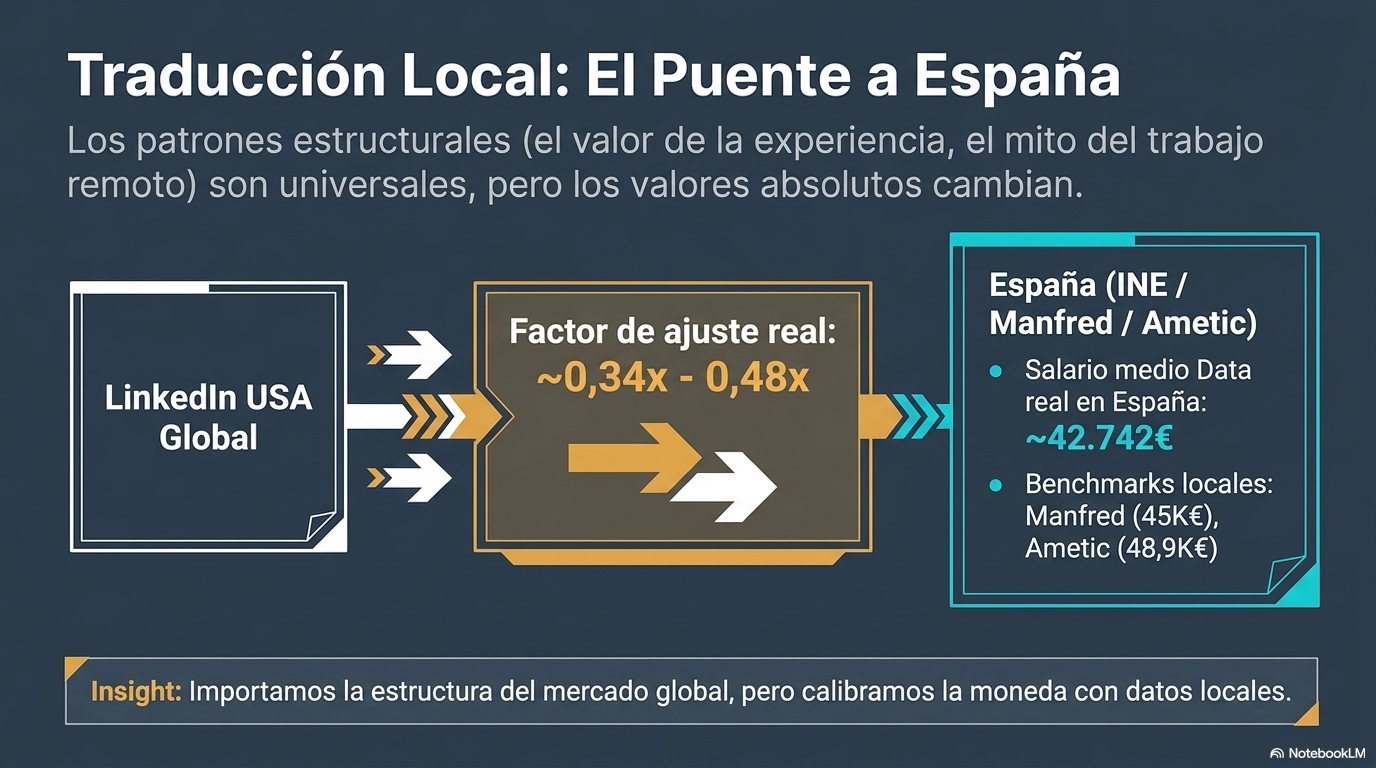 Traducción Local: El Puente a España
Los patrones estructurales (el valor de la experiencia, el mito del trabajo
remoto) son universales, pero los valores absolutos cambian.
LinkedIn USA
Global
Factor de ajuste real:
~0,34x - 0,48x
España (INE /
Manfred / Ametic)
• Salario medio Data
real en España:
~42.742€
• Benchmarks locales:
Manfred (45K€),
Ametic (48,9K€)
Insight: Importamos la estructura del mercado global, pero calibramos la moneda con datos locales.
NotebookLM